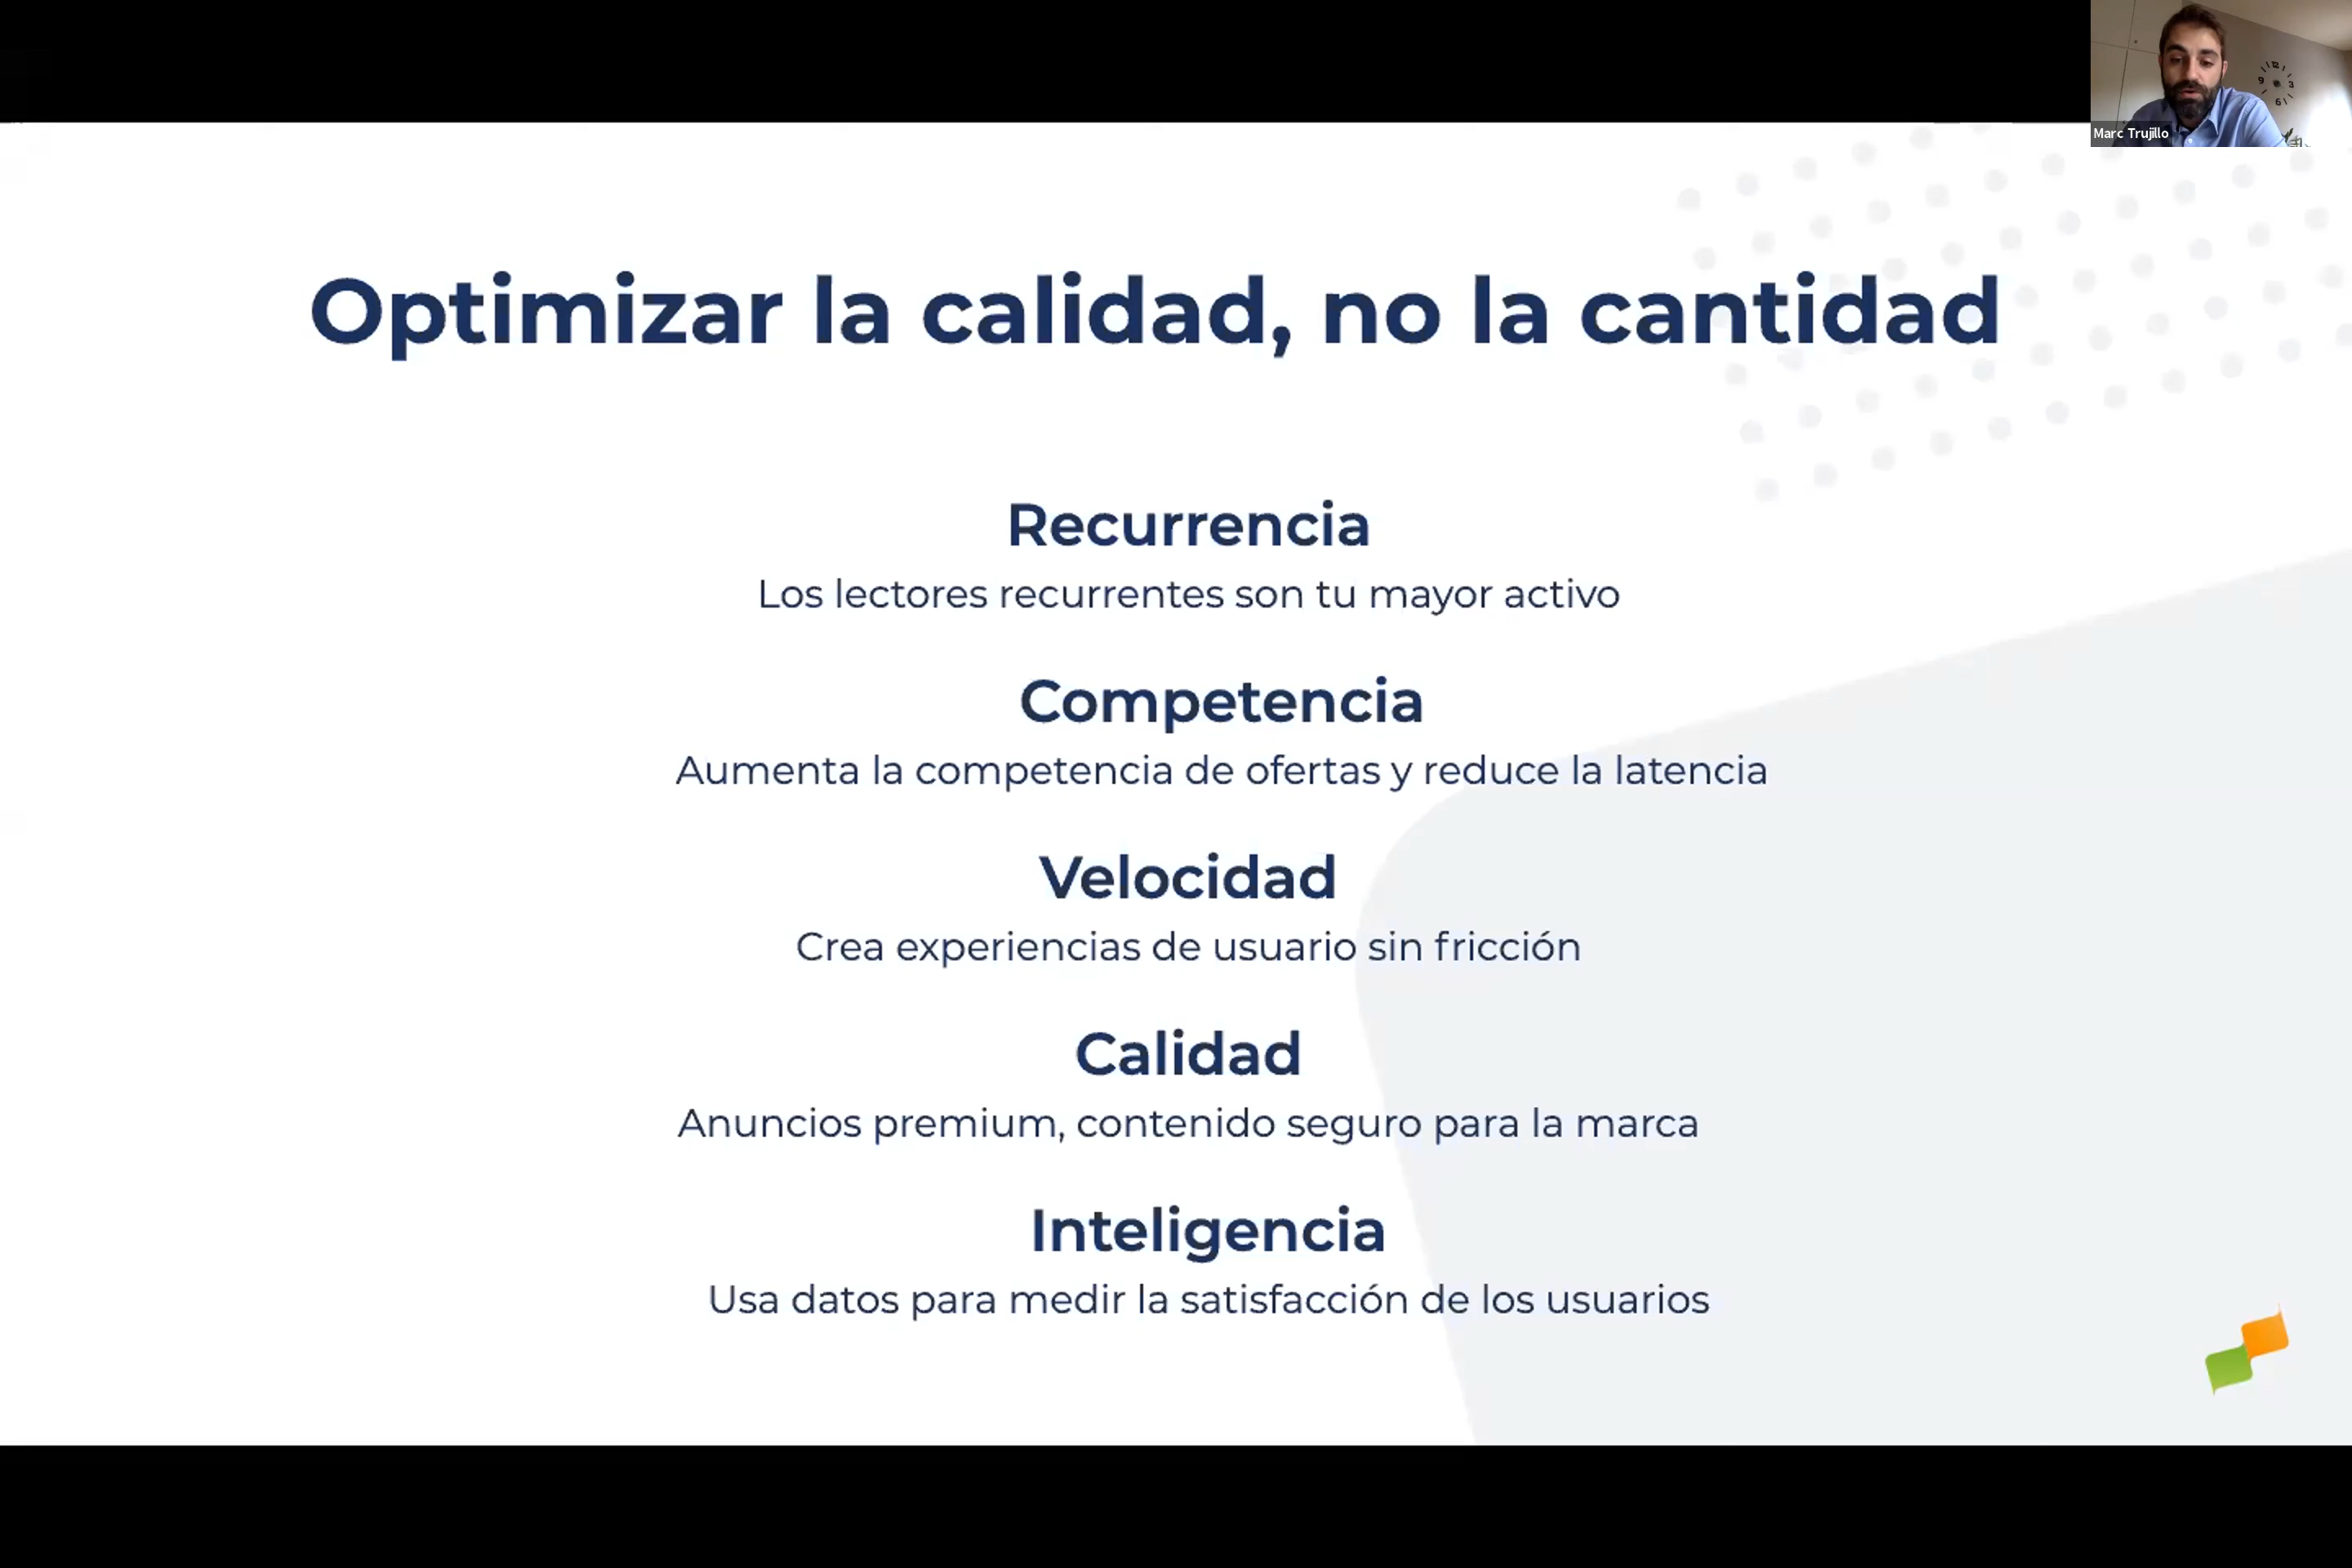 Marc Trujillo
Optimizar la calidad, no la cantidad
Recurrencia
Los lectores recurrentes son tu mayor activo
Competencia
Aumenta la competencia de ofertas y reduce la latencia
Velocidad
Crea experiencias de usuario sin fricción
Calidad
Anuncios premium, contenido seguro para la marca
Inteligencia
Usa datos para medir la satisfacción de los usuarios